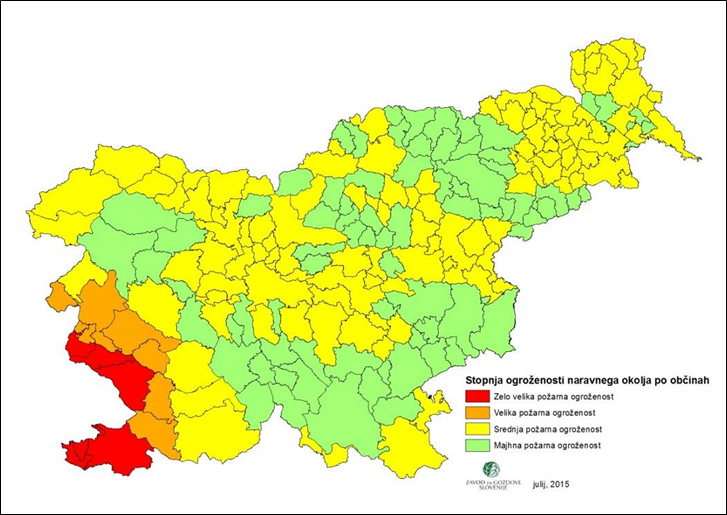 Stopnja ogroženosti naravnega okolja po občinah
Zelo velika požarna ogroženost
Velika požarna ogroženost
Srednja požarna ogroženost
Majhna požarna ogroženost
ZAVOD za GOZDOVE
SLOVENIJE
julij, 2015